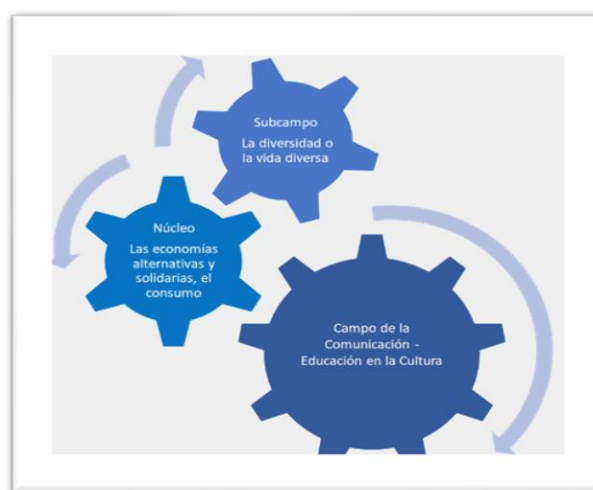 Subcampo
La diversidad o
la vida diversa
Núcleo
Las economías
alternativas y
solidarias, el
consumo
Campo de la
Comunicación -
Educación en la Cultura